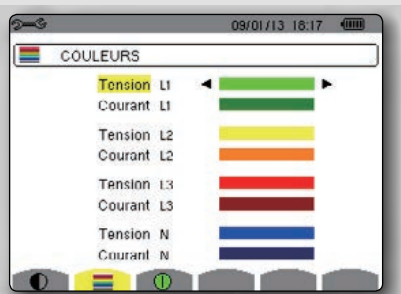 09/01/13 18:17
COULEURS
Tension L1
Courant L1
Tension L2
Courant L2
Tension L3
Courant L3
Tension N
Courant N